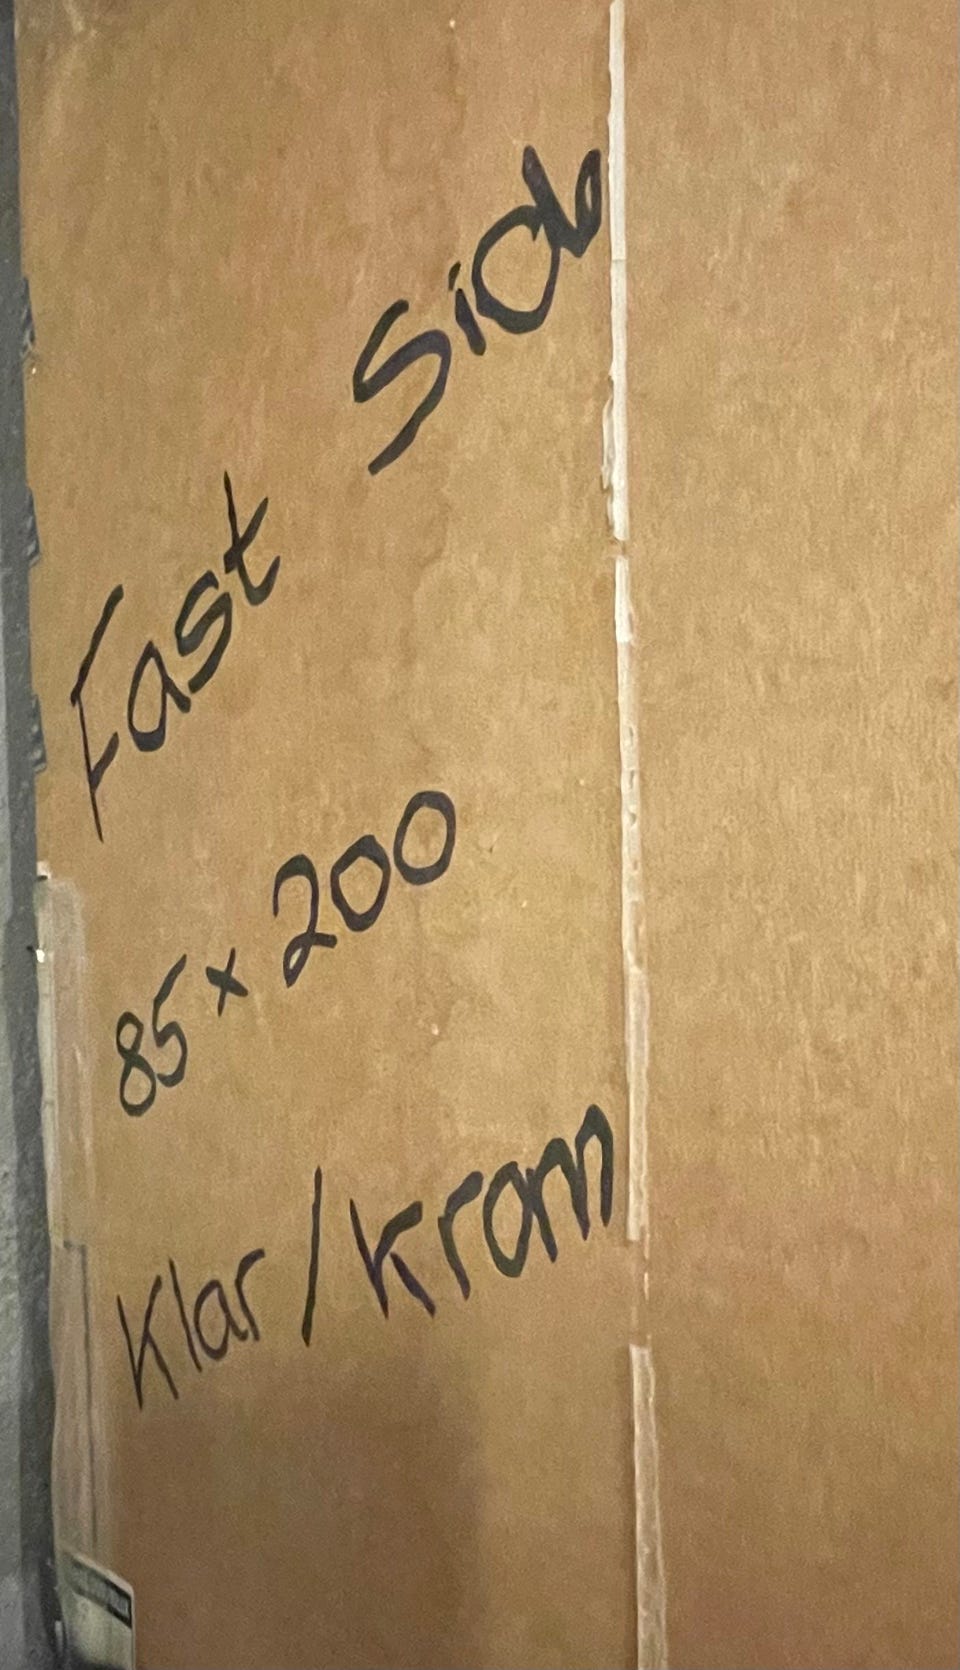 Fast Side
85 x 200
Klar/krom